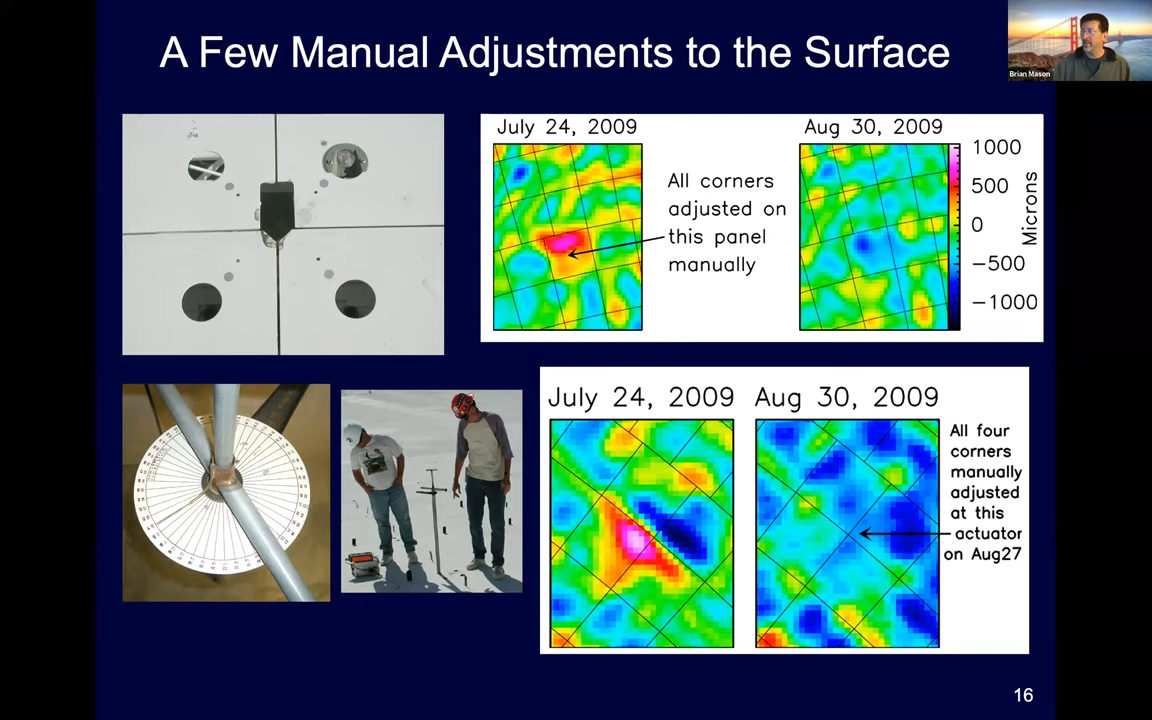 A Few Manual Adjustments to the Surface
Brian Mason
July 24, 2009
Aug 30, 2009
All corners
adjusted on
this panel
manually
1000
500
0
−500
−1000
Microns
July 24, 2009
Aug 30, 2009
All four
corners
manually
adjusted
at this
actuator
on Aug27
16